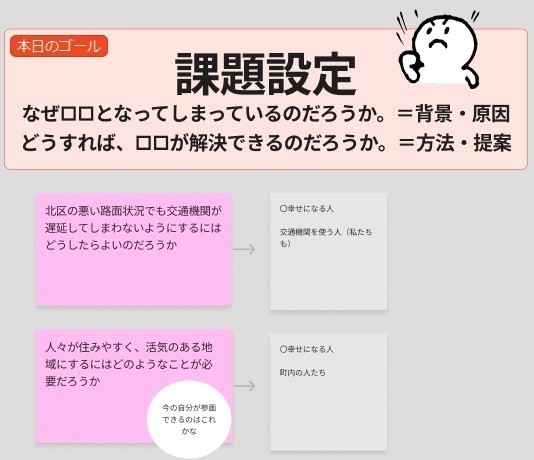 本日のゴール
課題設定
なぜ□□となってしまっているのだろうか。＝背景・原因
どうすれば、□□が解決できるのだろうか。＝方法・提案
北区の悪い路面状況でも交通機関が
遅延してしまわないようにするには
どうしたらよいのだろうか
〇幸せになる人
交通機関を使う人（私たち
も）
人々が住みやすく、活気のある地
域にするにはどのようなことが必
要だろうか
今の自分が参画
できるのはこれ
かな
〇幸せになる人
町内の人たち